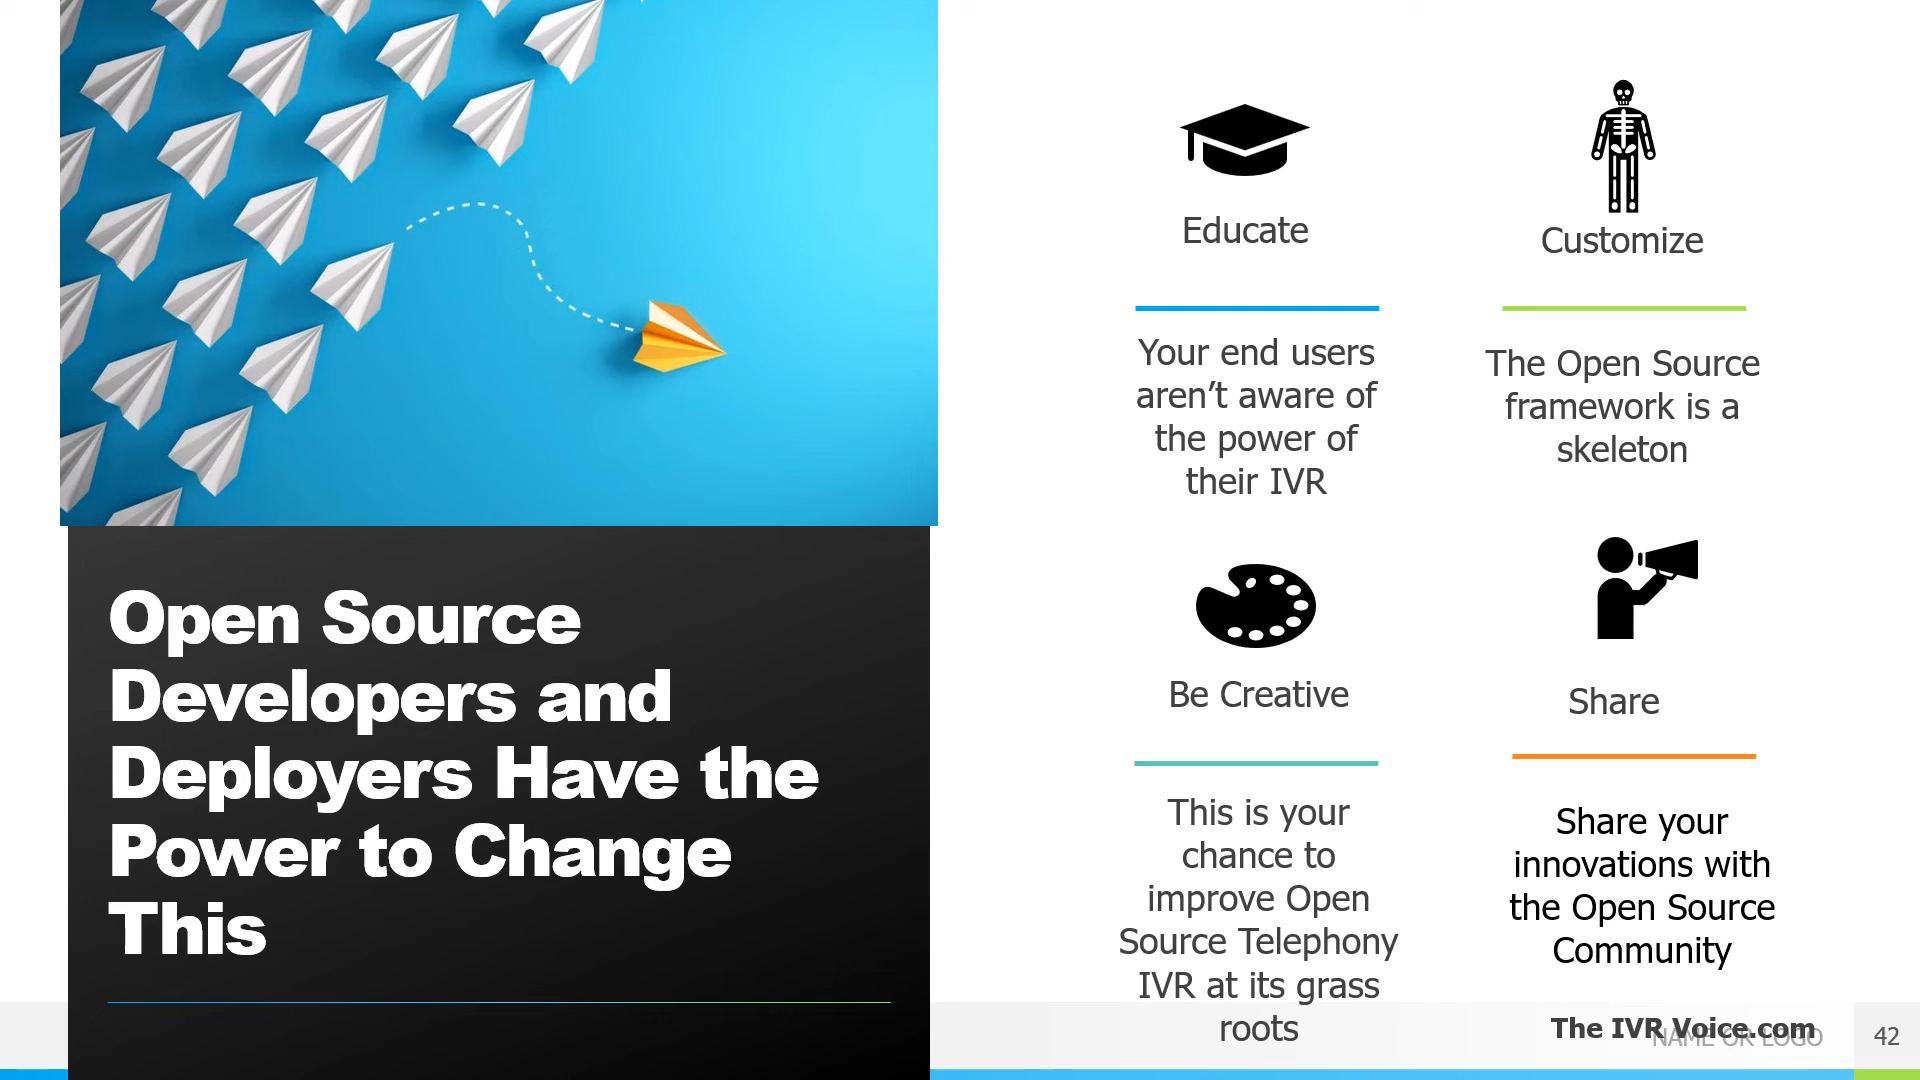 Open Source
Developers and
Deployers Have the
Power to Change
This
Educate
Your end users
aren’t aware of
the power of
their IVR
Customize
The Open Source
framework is a
skeleton
Be Creative
This is your
chance to
improve Open
Source Telephony
IVR at its grass
roots
Share
Share your
innovations with
the Open Source
Community
The IVR Voice.com
NAME OR LOGO
42